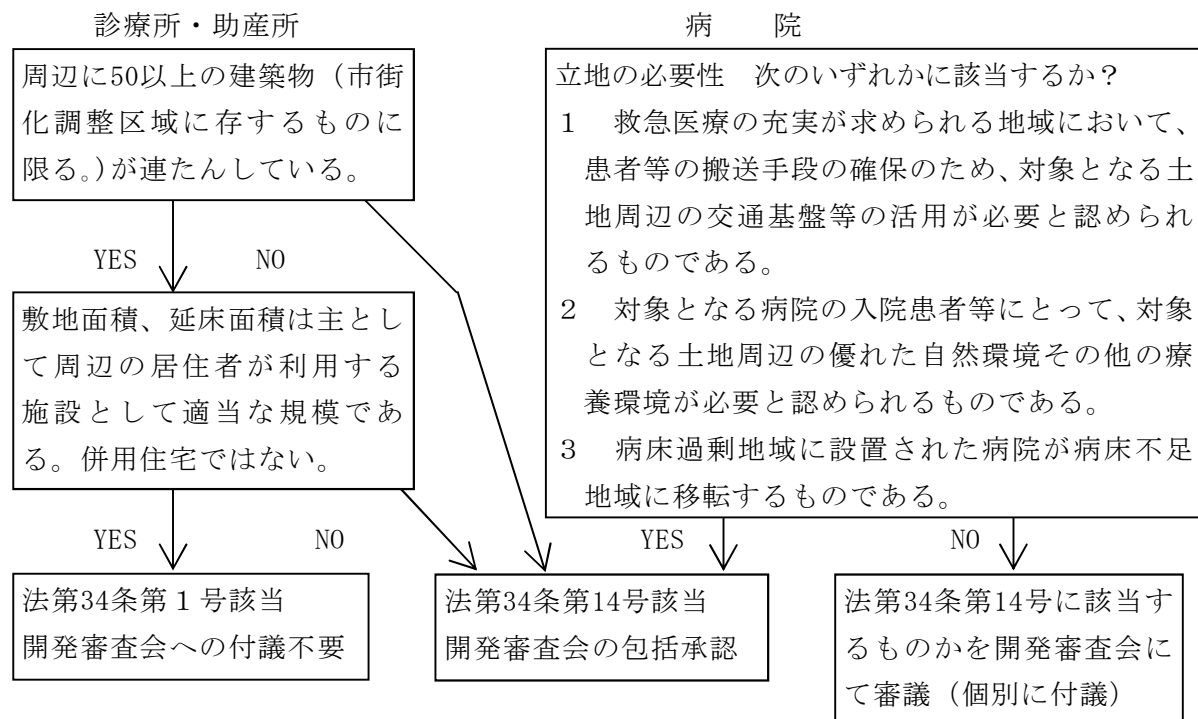 診療所・助産所
周辺に50以上の建築物（市街
化調整区域に存するものに
限る。）が連たんしている。
YES NO
敷地面積、延床面積は主とし
て周辺の居住者が利用する
施設として適当な規模であ
る。併用住宅ではない。
YES NO
法第34条第１号該当
開発審査会への付議不要
病　　院
立地の必要性　次のいずれかに該当するか？
１　救急医療の充実が求められる地域において、
患者等の搬送手段の確保のため、対象となる土
地周辺の交通基盤等の活用が必要と認められ
るものである。
２　対象となる病院の入院患者等にとって、対象
となる土地周辺の優れた自然環境その他の療
養環境が必要と認められるものである。
３　病床過剰地域に設置された病院が病床不足
地域に移転するものである。
YES NO
法第34条第14号該当
開発審査会の包括承認
法第34条第14号に該当す
るものかを開発審査会に
て審議（個別に付議）